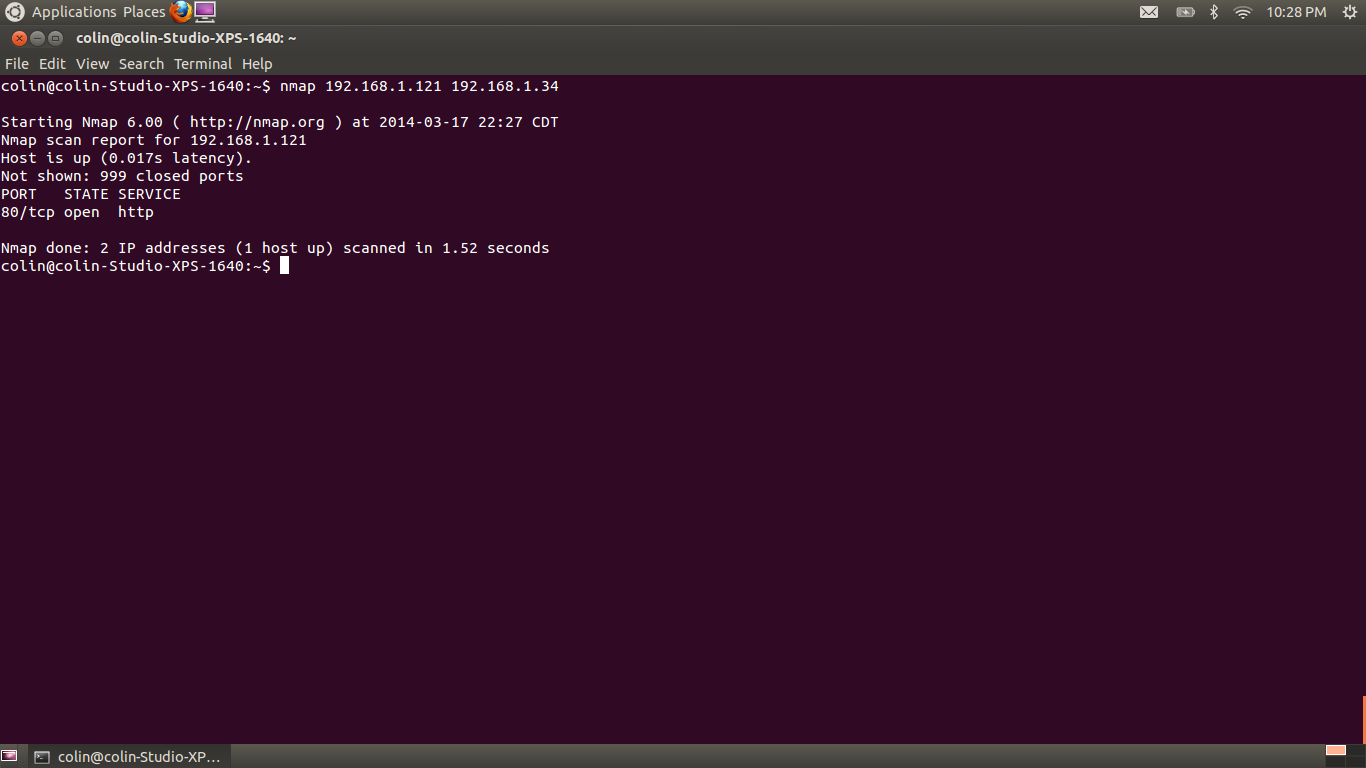 Applications Places
10:28 PM
colin@colin-Studio-XPS-1640: ~
File Edit View Search Terminal Help
colin@colin-Studio-XPS-1640:~$ nmap 192.168.1.121 192.168.1.34
Starting Nmap 6.00 ( http://nmap.org ) at 2014-03-17 22:27 CDT
Nmap scan report for 192.168.1.121
Host is up (0.017s latency).
Not shown: 999 closed ports
PORT   STATE SERVICE
80/tcp open  http
Nmap done: 2 IP addresses (1 host up) scanned in 1.52 seconds
colin@colin-Studio-XPS-1640:~$
colin@colin-Studio-XP...